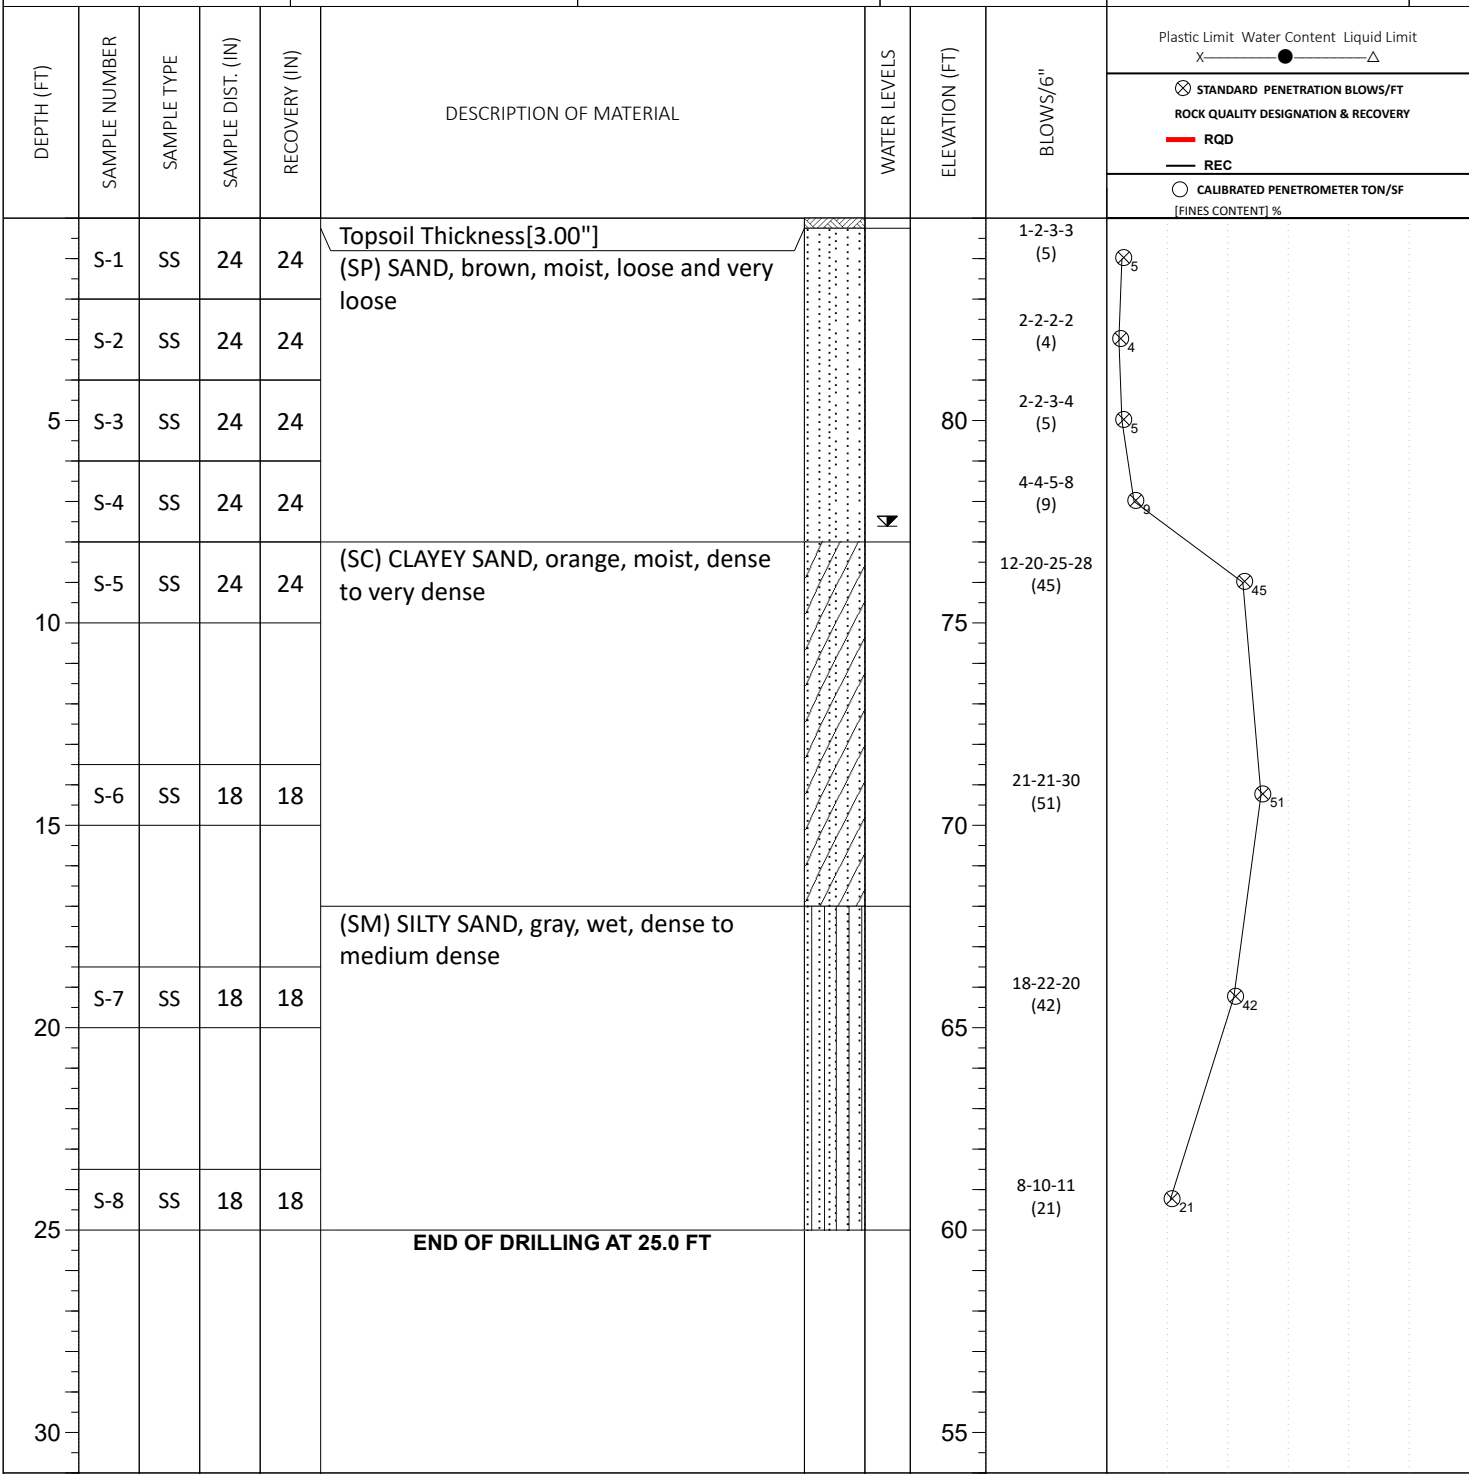 DEPTH (FT)
SAMPLE NUMBER
SAMPLE TYPE
SAMPLE DIST. (IN)
RECOVERY (IN)
DESCRIPTION OF MATERIAL
WATER LEVELS
ELEVATION (FT)
BLOWS/6"
Plastic Limit Water Content Liquid Limit
X
STANDARD PENETRATION BLOWS/FT
ROCK QUALITY DESIGNATION & RECOVERY
RQD
REC
CALIBRATED PENETROMETER TON/SF
[FINES CONTENT] %
Topsoil Thickness[3.00"]
1-2-3-3
S-1 SS 24 24
(SP) SAND, brown, moist, loose and very
loose
(5)
5
S-2 SS 24 24
2-2-2-2
(4)
4
5
S-3 SS 24 24
80
2-2-3-4
(5)
5
S-4 SS 24 24
4-4-5-8
(9)
9
S-5 SS 24 24
(SC) CLAYEY SAND, orange, moist, dense
to very dense
12-20-25-28
(45)
45
10
75
S-6 SS 18 18
21-21-30
(51)
51
15
70
(SM) SILTY SAND, gray, wet, dense to
medium dense
S-7 SS 18 18
18-22-20
(42)
42
20
65
S-8 SS 18 18
8-10-11
(21)
21
25
60
END OF DRILLING AT 25.0 FT
30
55